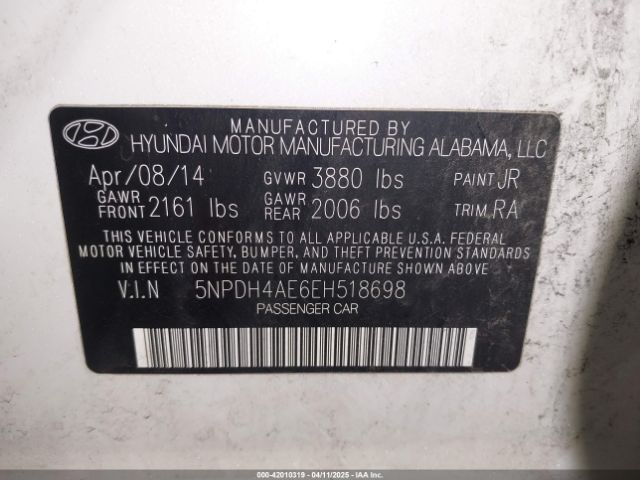 MANUFACTURED BY
HYUNDAI MOTOR MANUFACTURING ALABAMA, LLC
Apr/08/14 GVWR 3880 lbs PAINT JR
GAWR FRONT 2161 lbs GAWR REAR 2006 lbs TRIM RA
THIS VEHICLE CONFORMS TO ALL APPLICABLE U.S.A. FEDERAL
MOTOR VEHICLE SAFETY, BUMPER, AND THEFT PREVENTION STANDARDS
IN EFFECT ON THE DATE OF MANUFACTURE SHOWN ABOVE.
V.I.N 5NPDH4AE6EH518698
PASSENGER CAR
000-42010319 | 04/11/2025 - COPYRIGHT IAA, INC.